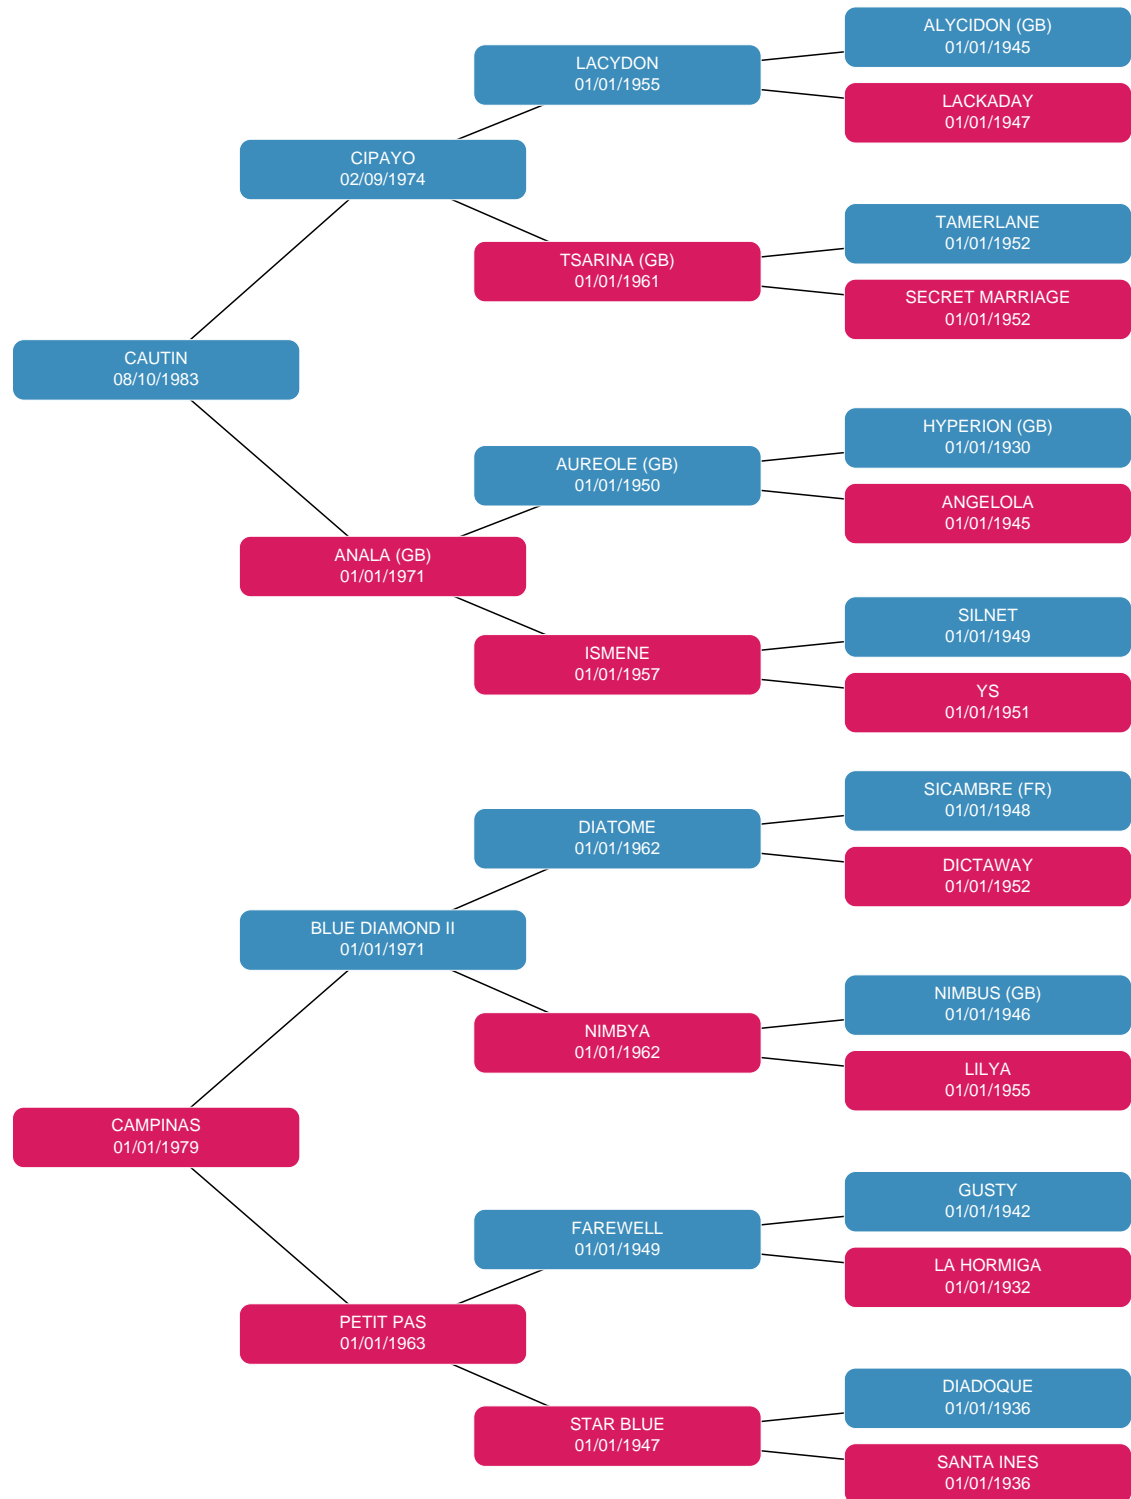 ALYCIDON (GB)
01/01/1945
LACYDON
01/01/1955
LACKADAY
01/01/1947
CIPAYO
02/09/1974
TAMERLANE
01/01/1952
TSARINA (GB)
01/01/1961
SECRET MARRIAGE
01/01/1952
CAUTIN
08/10/1983
HYPERION (GB)
01/01/1930
AUREOLE (GB)
01/01/1950
ANGELOLA
01/01/1945
ANALA (GB)
01/01/1971
SILNET
01/01/1949
ISMENE
01/01/1957
YS
01/01/1951
SICAMBRE (FR)
01/01/1948
DIATOME
01/01/1962
DICTAWAY
01/01/1952
BLUE DIAMOND II
01/01/1971
NIMBUS (GB)
01/01/1946
NIMBYA
01/01/1962
LILYA
01/01/1955
CAMPINAS
01/01/1979
GUSTY
01/01/1942
FAREWELL
01/01/1949
LA HORMIGA
01/01/1932
PETIT PAS
01/01/1963
DIADOQUE
01/01/1936
STAR BLUE
01/01/1947
SANTA INES
01/01/1936